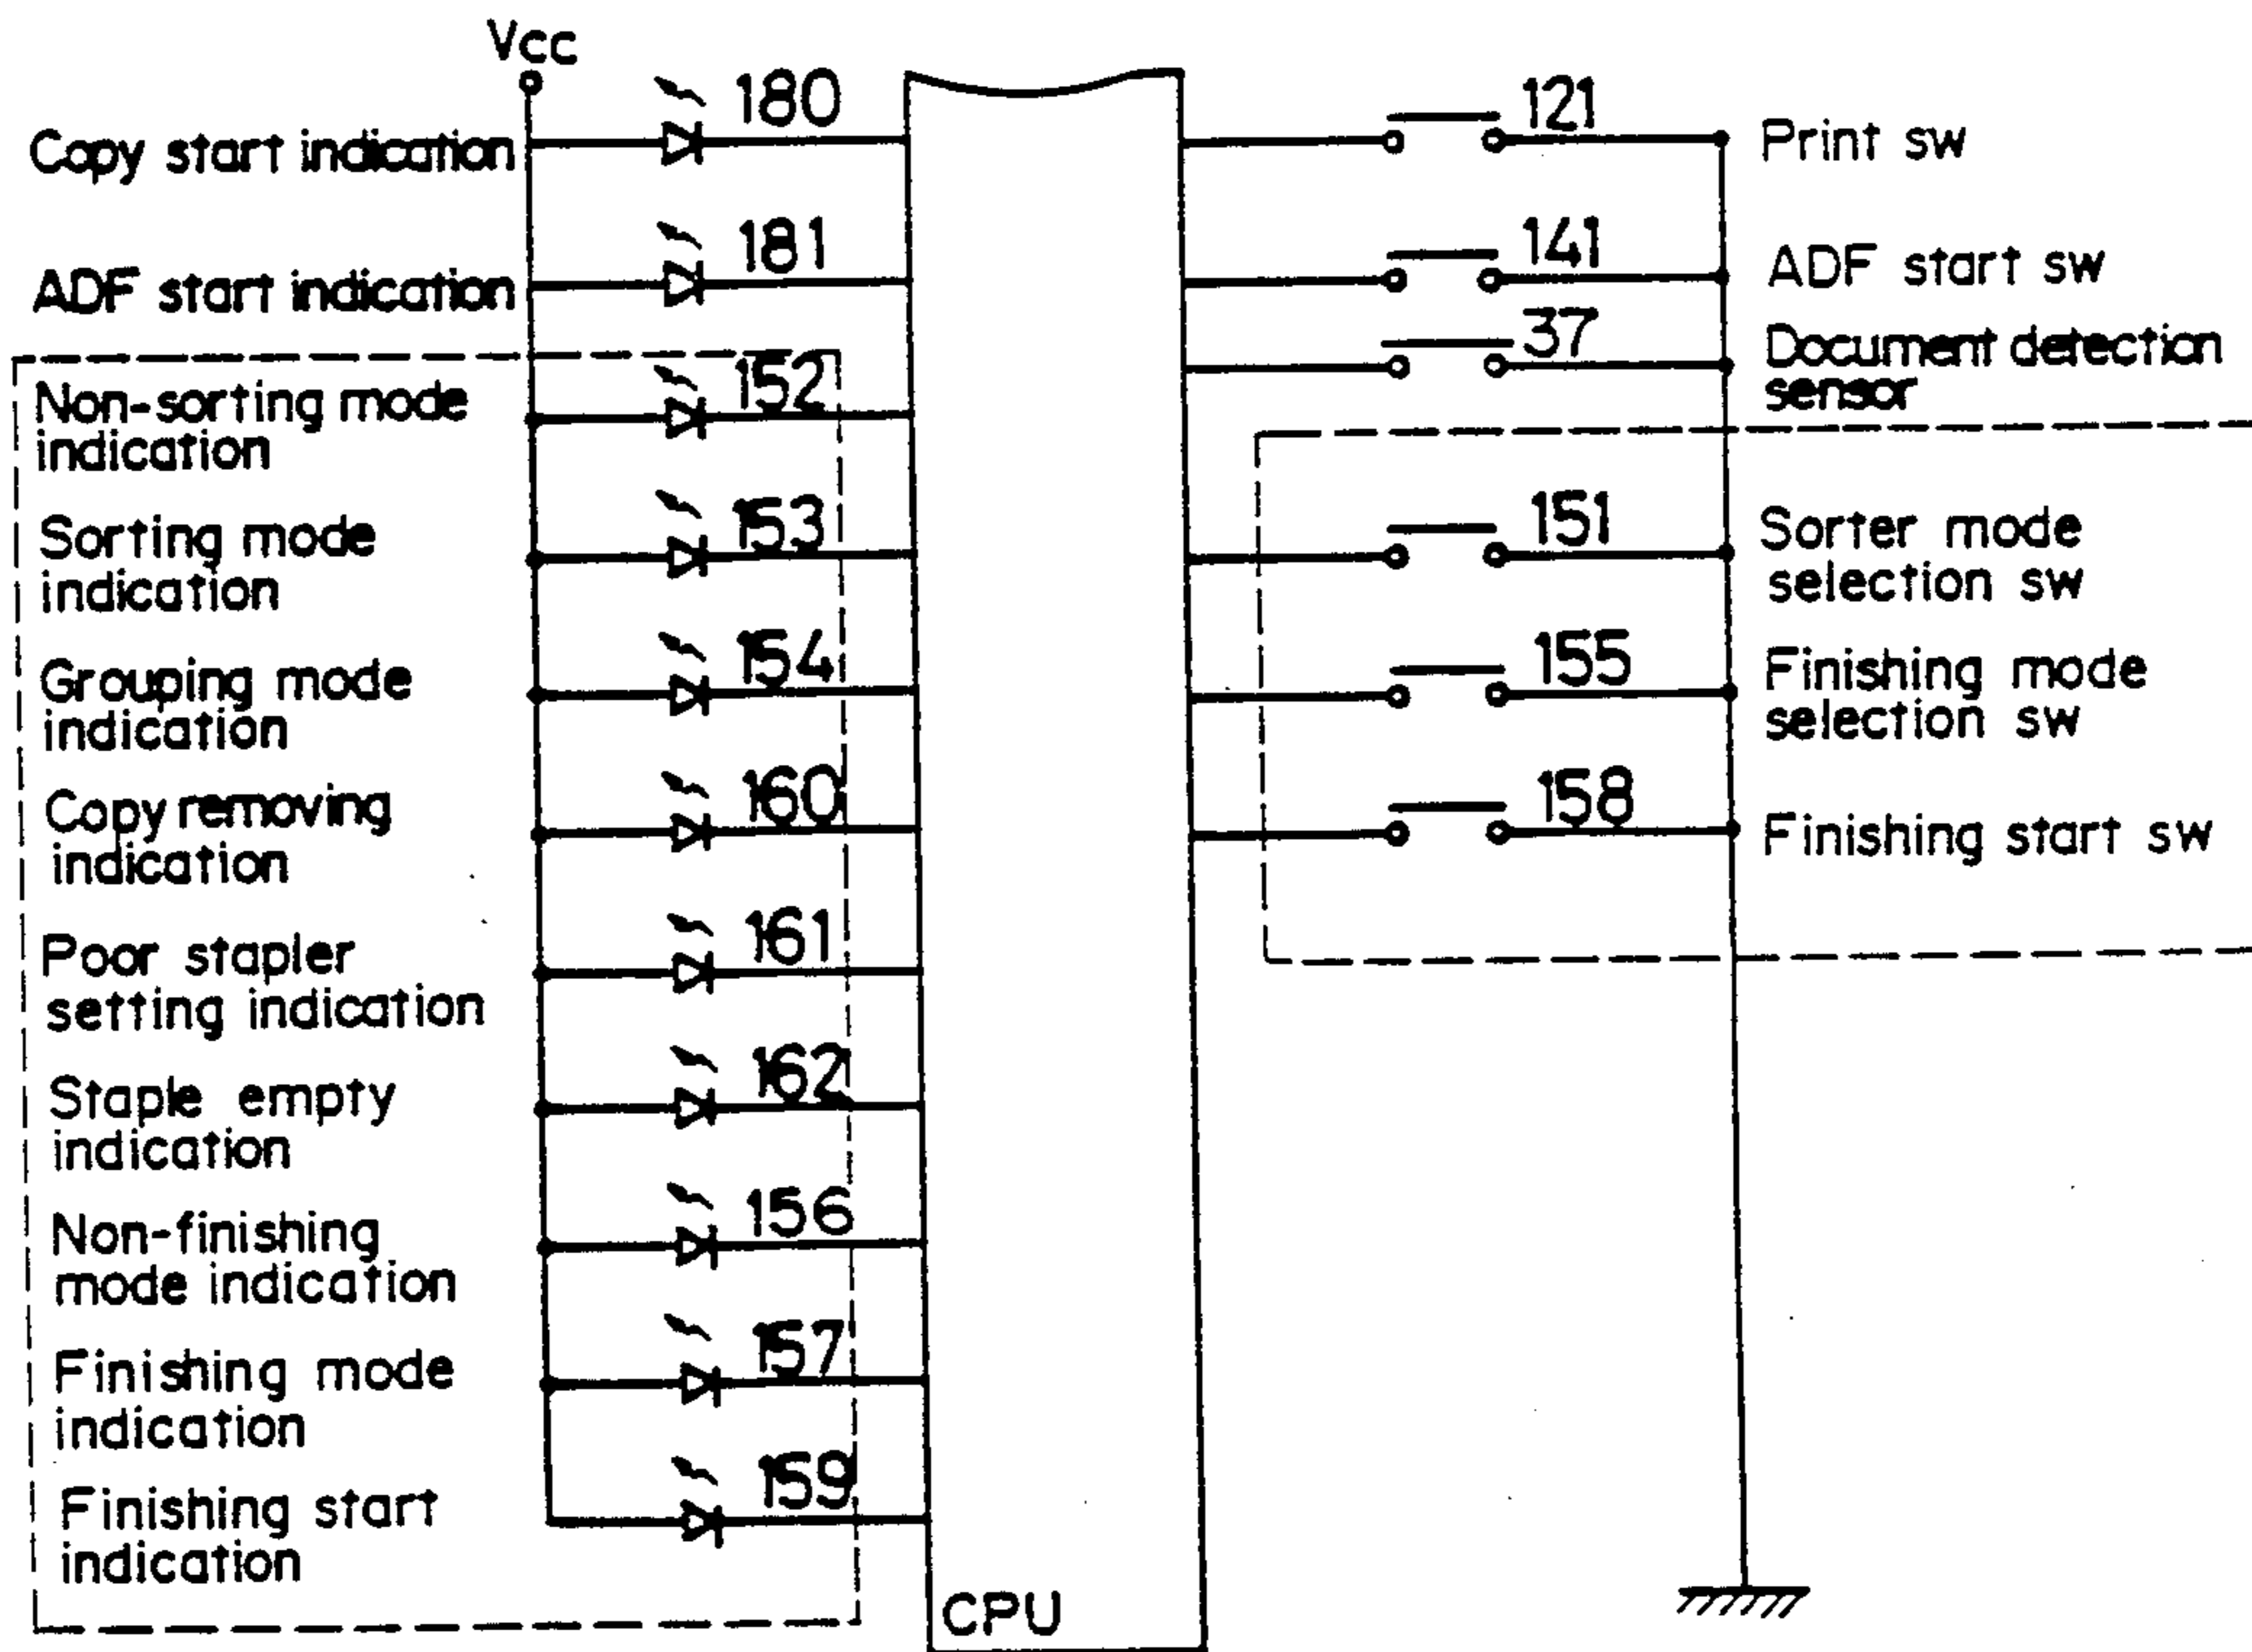 Vcc
Copy start indication
180
ADF start indication
181
Non-sorting mode
indication
152
Sorting mode
indication
153
Grouping mode
indication
154
Copy removing
indication
160
Poor stapler
setting indication
161
Staple empty
indication
162
Non-finishing
mode indication
156
Finishing mode
indication
157
Finishing start
indication
159
CPU
121
Print sw
141
ADF start sw
37
Document detection
sensor
151
Sorter mode
selection sw
155
Finishing mode
selection sw
158
Finishing start sw